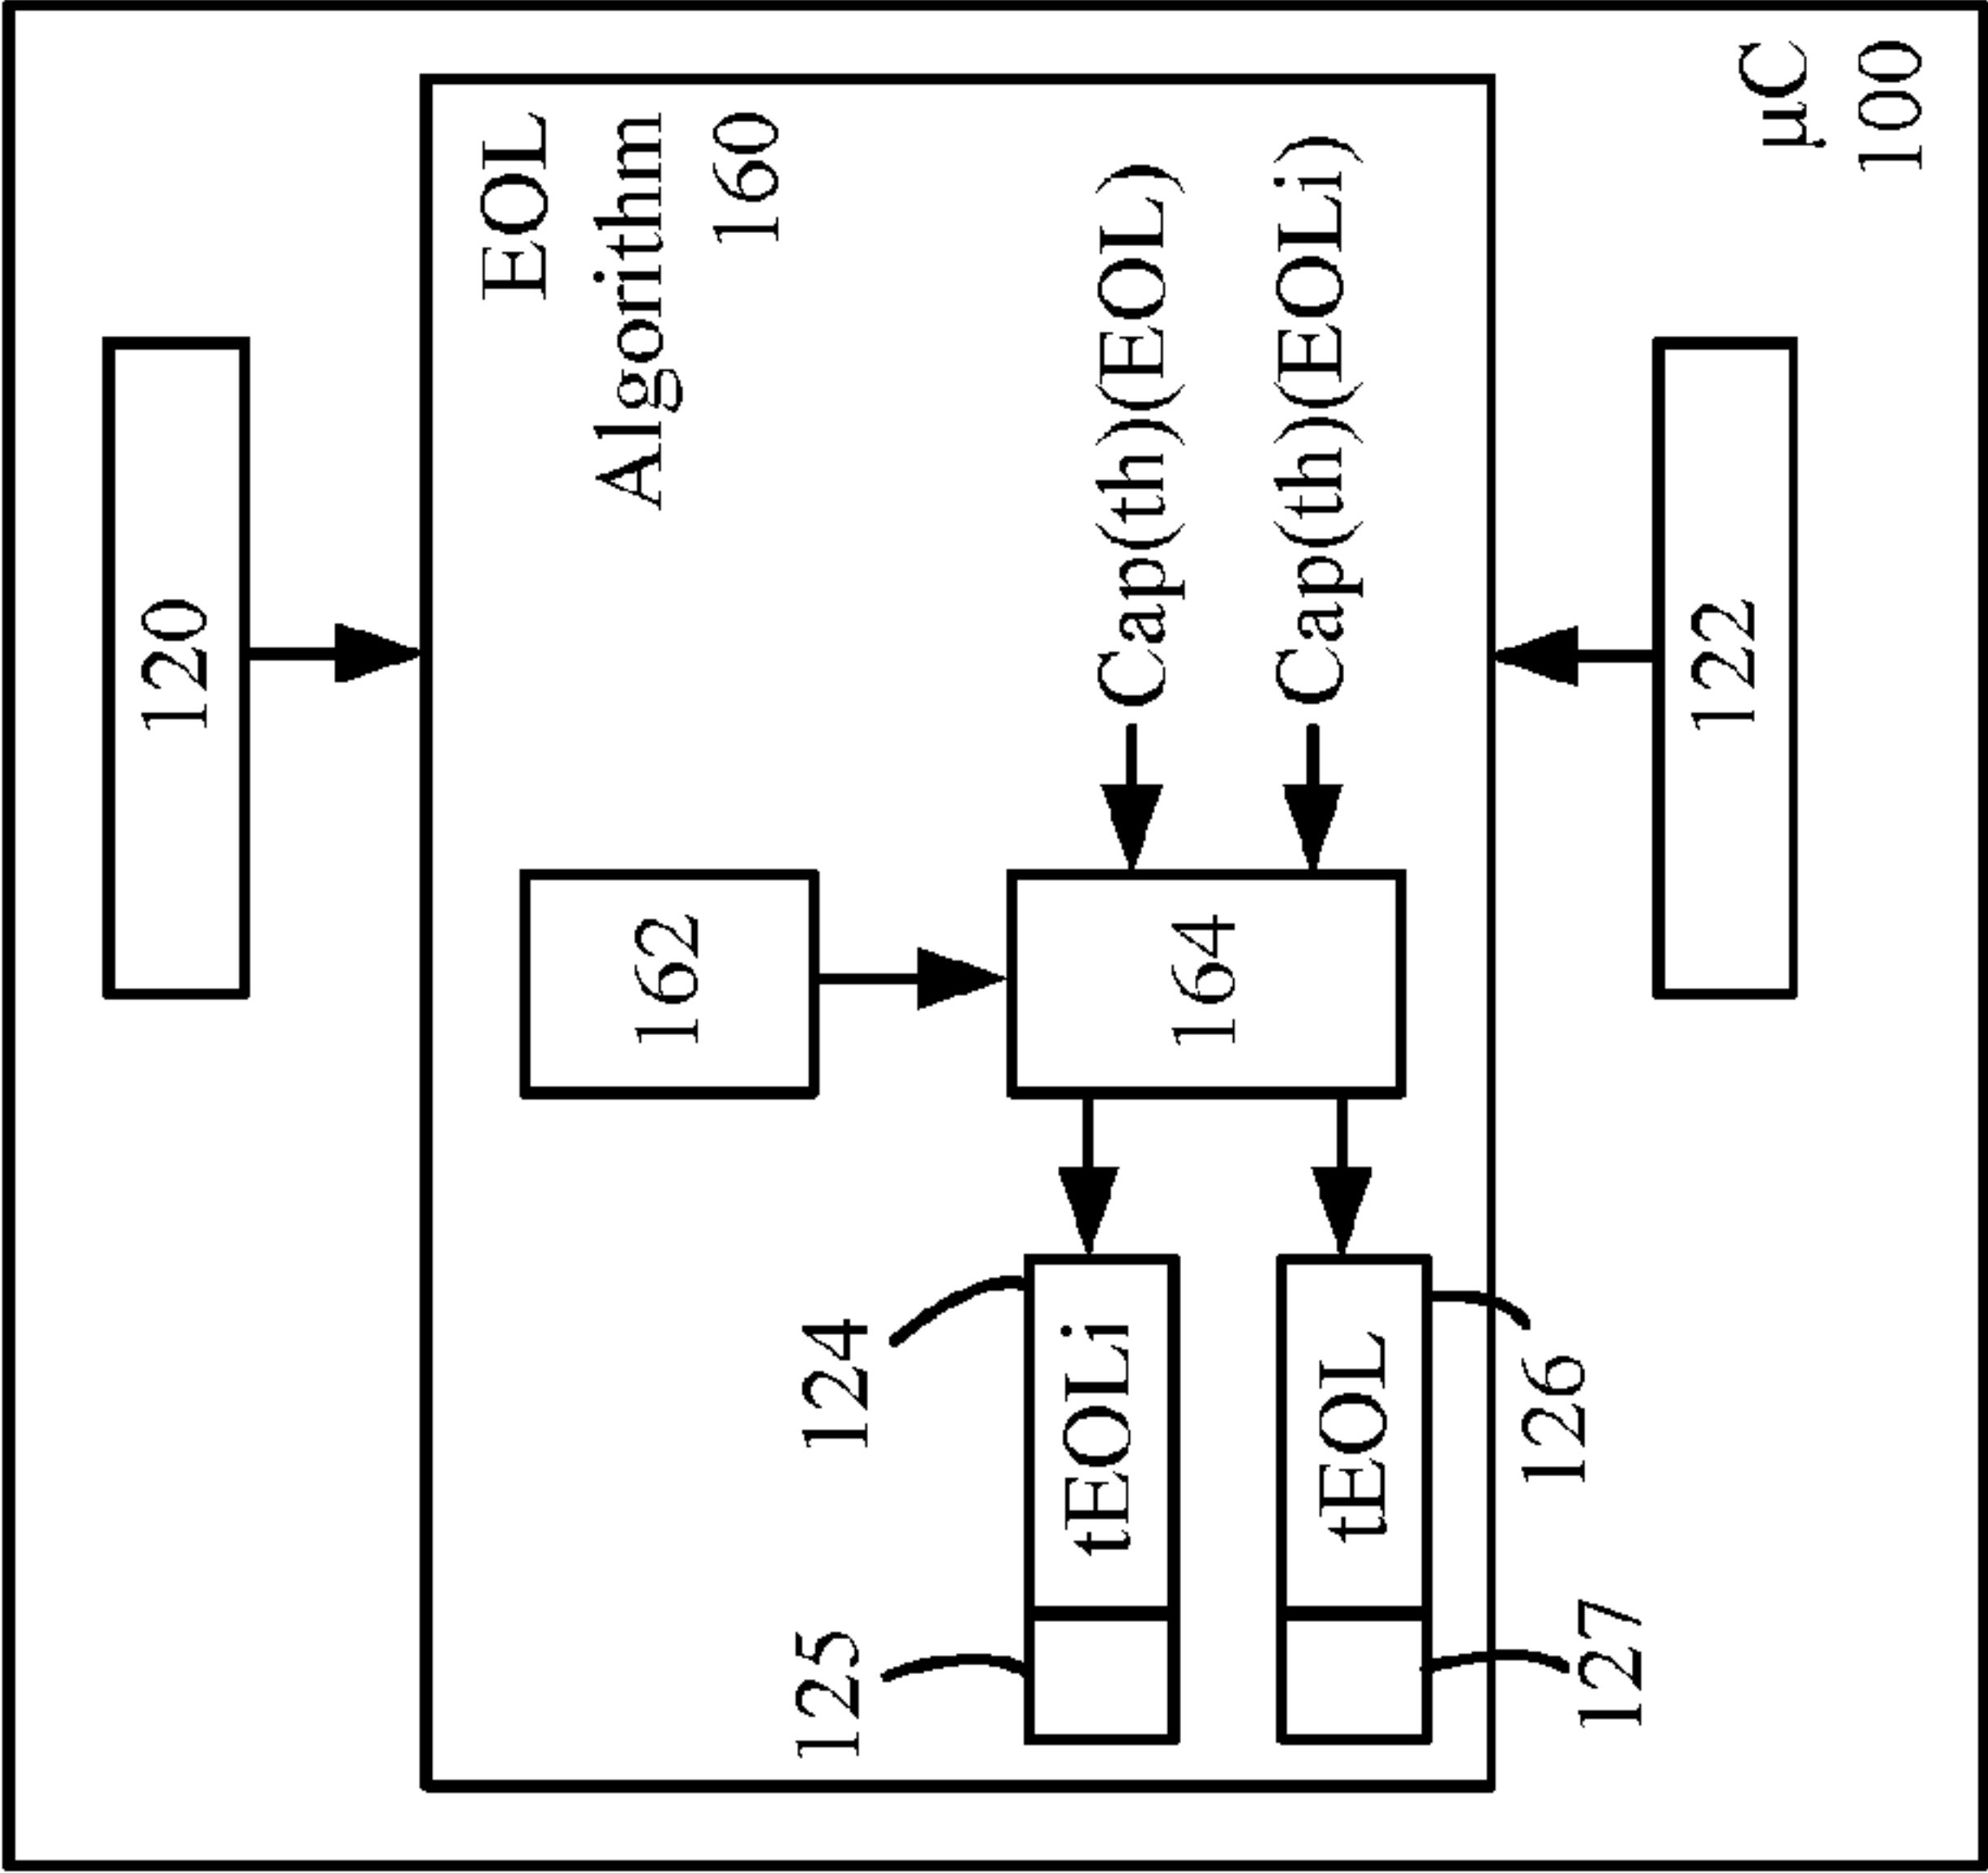 120
EOL
Algorithm
160
162
164
Cap(th)(EOL)
Cap(th)(EOLi)
124
125
tEOLi
tEOL
126
127
122
µC
100